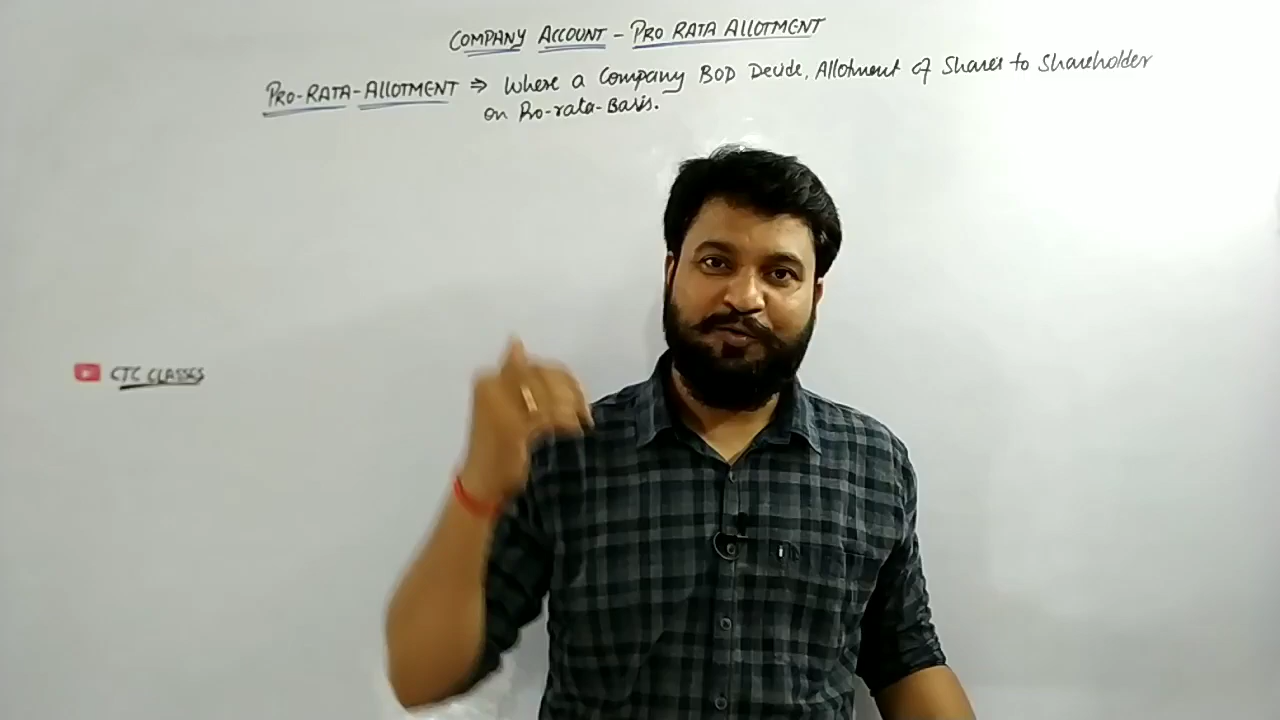 COMPANY ACCOUNT - PRO RATA ALLOTMENT
PRO-RATA-ALLOTMENT ⇒ Where a Company BOD Decide, Allotment of Shares to Shareholder
on Pro-rata-Basis.
CTC CLASSES